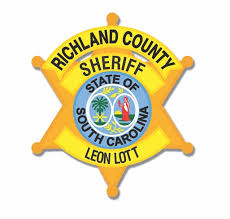 RICHLAND COUNTY
SHERIFF
STATE OF
SOUTH CAROLINA
LEON LOTT